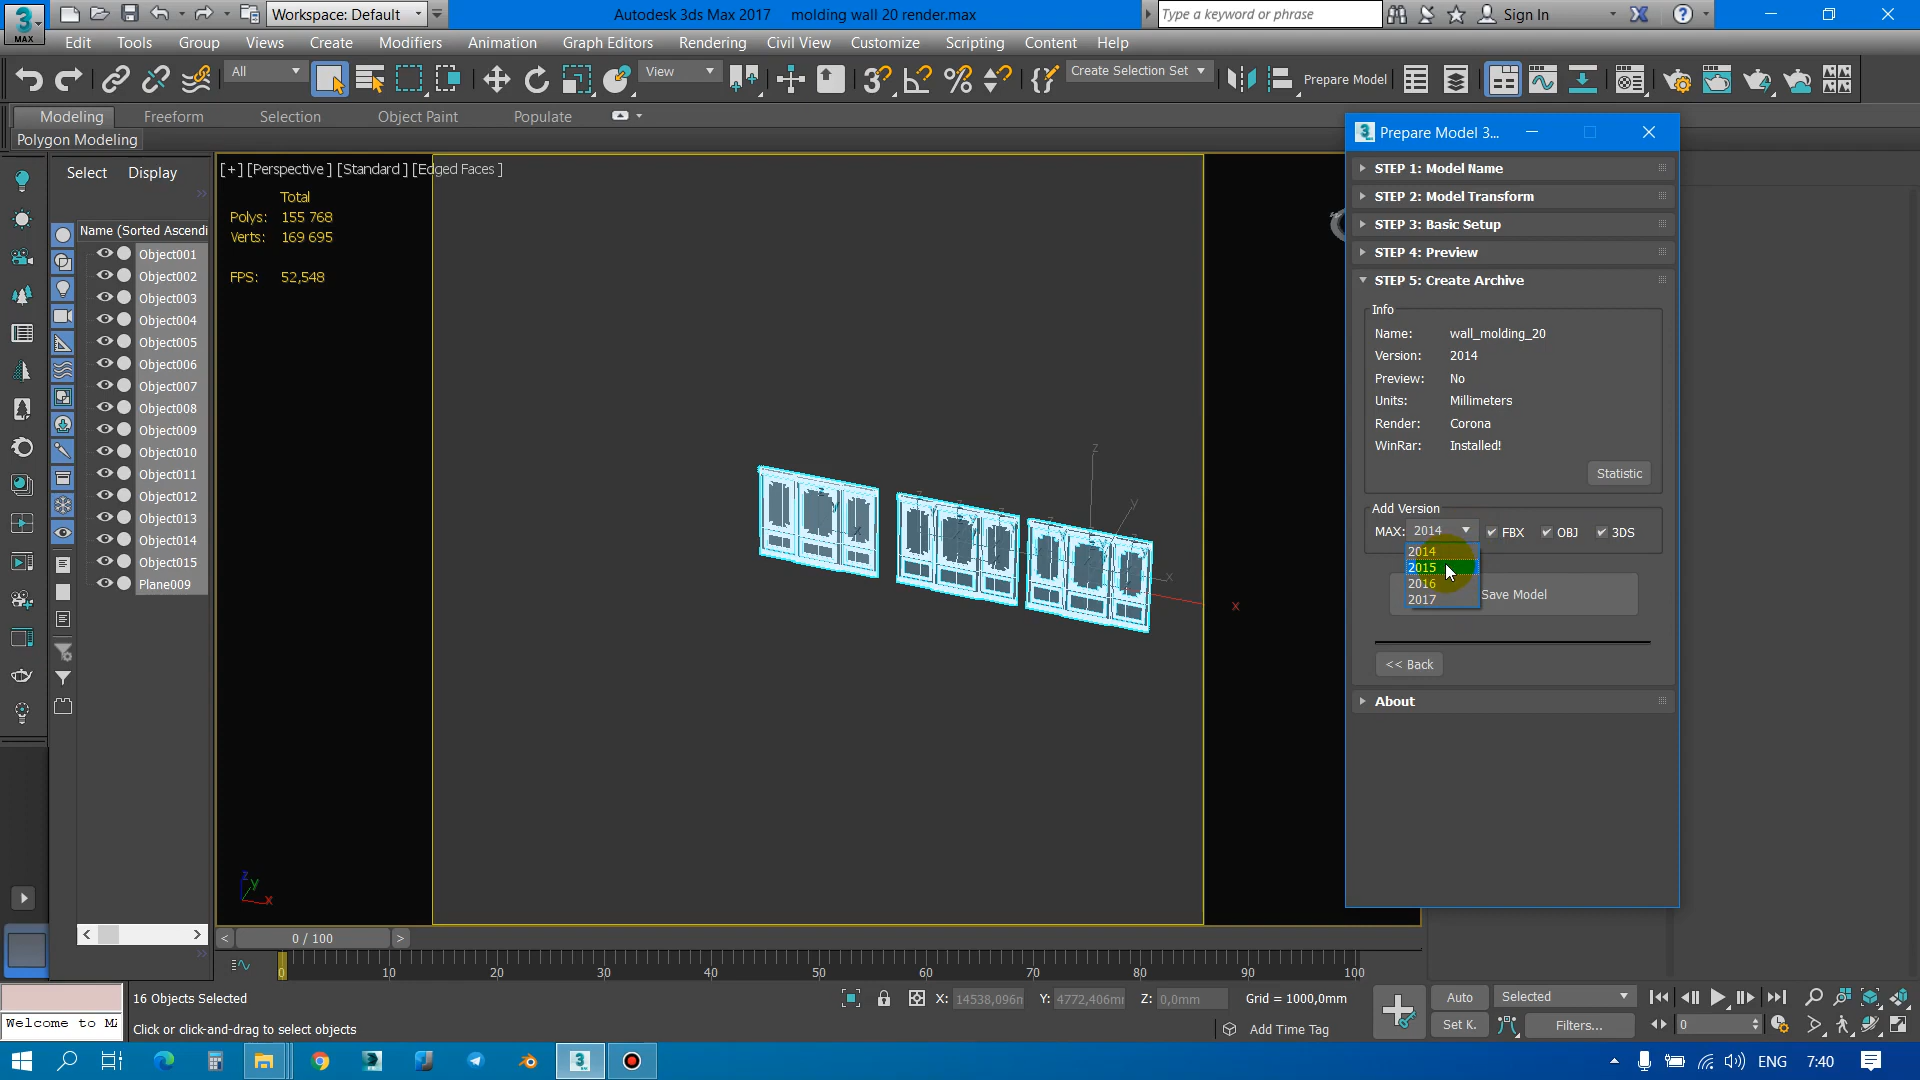 3
MAX
Workspace: Default
Autodesk 3ds Max 2017    molding wall 20 render.max
Type a keyword or phrase
Sign In
Edit Tools Group Views Create Modifiers Animation Graph Editors Rendering Civil View Customize Scripting Content Help
All
View
Create Selection Set
Prepare Model
Modeling Freeform Selection Object Paint Populate
Polygon Modeling
Select Display
Name (Sorted Ascendi
Object001
Object002
Object003
Object004
Object005
Object006
Object007
Object008
Object009
Object010
Object011
Object012
Object013
Object014
Object015
Plane009
[+] [Perspective ] [Standard ] [Edged Faces ]
Total
Polys: 155 768
Verts: 169 695
FPS: 52,548
z
y
x
x
z
y
x
Prepare Model 3...
STEP 1: Model Name
STEP 2: Model Transform
STEP 3: Basic Setup
STEP 4: Preview
STEP 5: Create Archive
Info
Name: wall_molding_20
Version: 2014
Preview: No
Units: Millimeters
Render: Corona
WinRar: Installed!
Statistic
Add Version
MAX: 2014 FBX OBJ 3DS
2014
2015
2016
2017
Save Model
<< Back
About
< 0 / 100 >
0 10 20 30 40 50 60 70 80 90 100
16 Objects Selected
X: 14538,096n Y: 4772,406mi Z: 0,0mm Grid = 1000,0mm
Auto Selected
Welcome to MA
Click or click-and-drag to select objects
Add Time Tag
Set K. Filters... 0
ENG 7:40